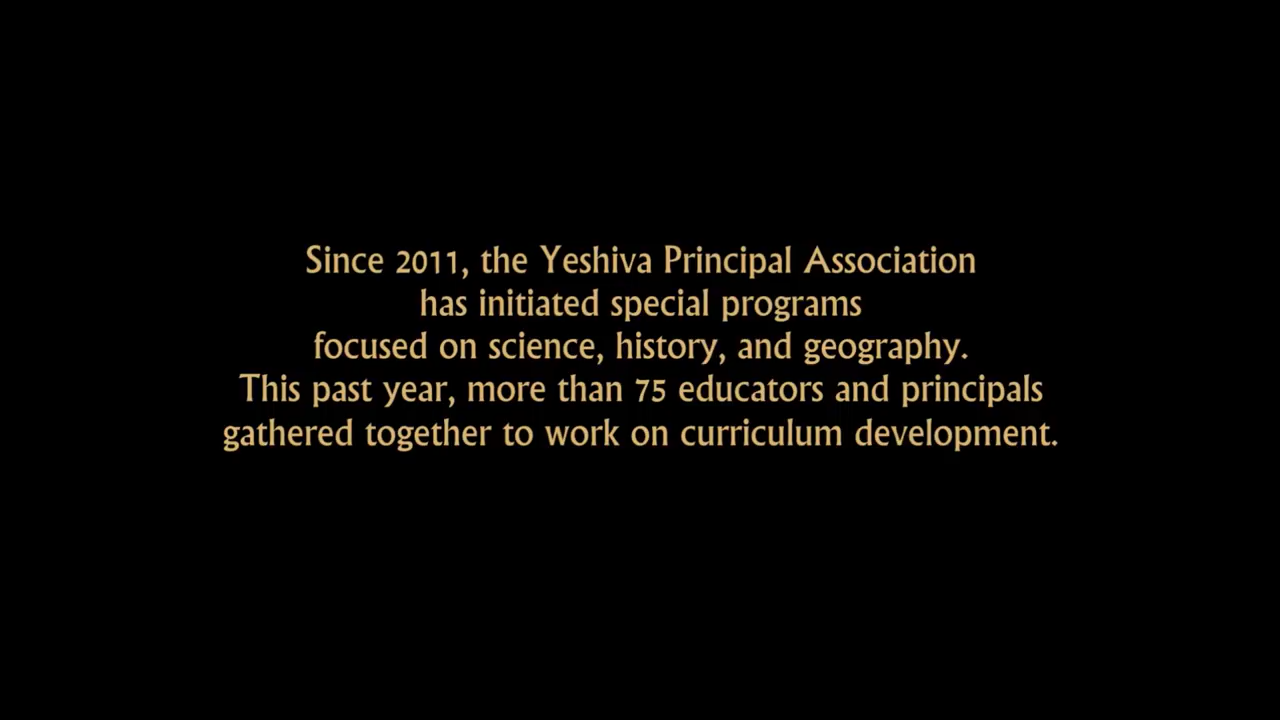 Since 2011, the Yeshiva Principal Association
has initiated special programs
focused on science, history, and geography.
This past year, more than 75 educators and principals
gathered together to work on curriculum development.